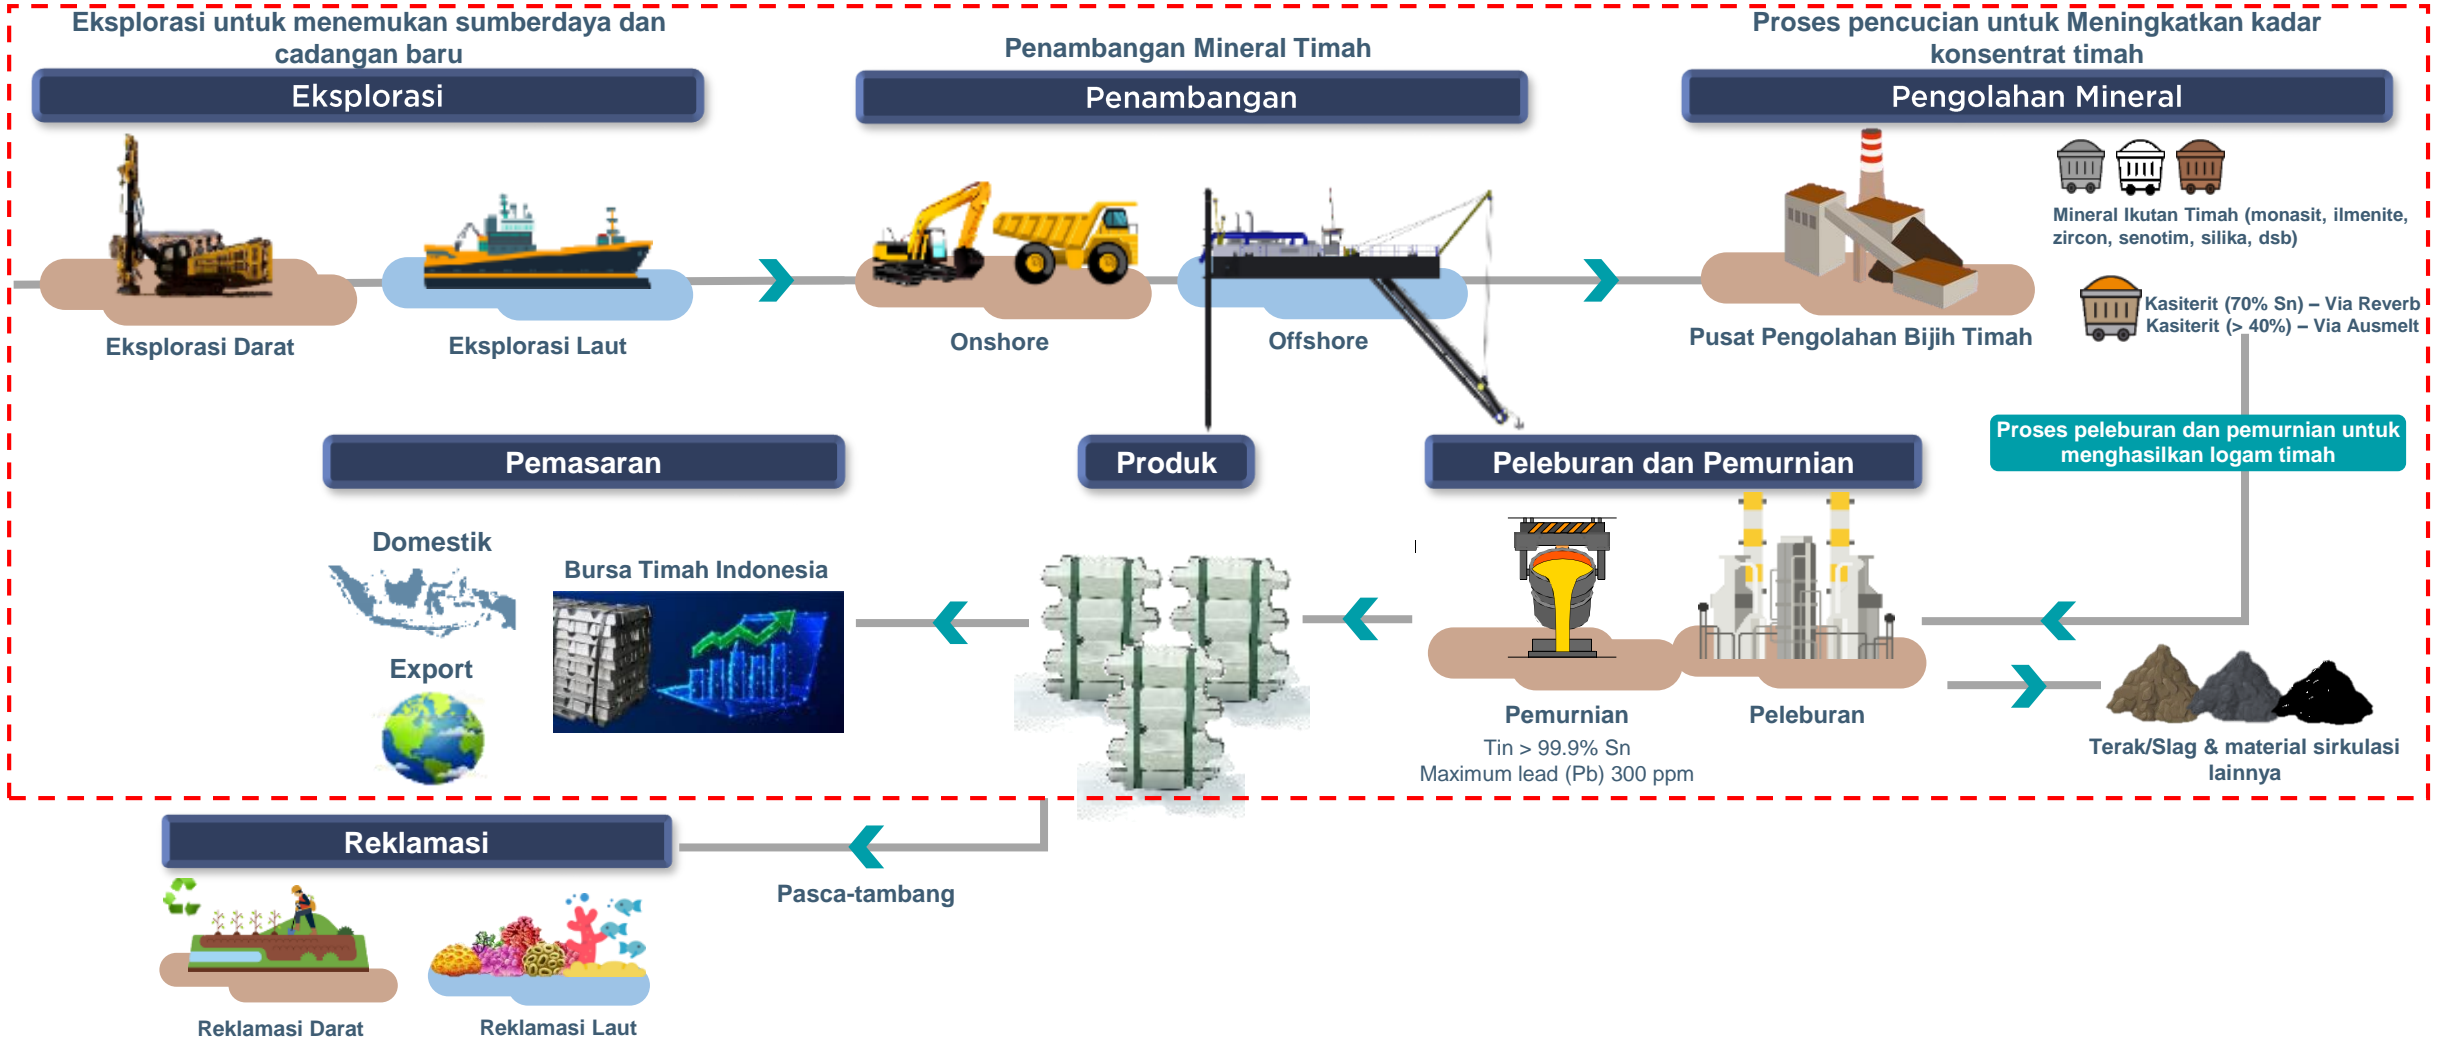 Eksplorasi untuk menemukan sumberdaya dan
cadangan baru
Eksplorasi
Eksplorasi Darat
Eksplorasi Laut
Penambangan Mineral Timah
Penambangan
Onshore
Offshore
Proses pencucian untuk Meningkatkan kadar
konsentrat timah
Pengolahan Mineral
Pusat Pengolahan Bijih Timah
Mineral Ikutan Timah (monasit, ilmenite,
zircon, senotim, silika, dsb)
Kasiterit (70% Sn) – Via Reverb
Kasiterit (> 40%) – Via Ausmelt
Proses peleburan dan pemurnian untuk
menghasilkan logam timah
Peleburan dan Pemurnian
Pemurnian
Tin > 99.9% Sn
Maximum lead (Pb) 300 ppm
Peleburan
Terak/Slag & material sirkulasi
lainnya
Produk
Pemasaran
Domestik
Export
Bursa Timah Indonesia
Pasca-tambang
Reklamasi
Reklamasi Darat
Reklamasi Laut